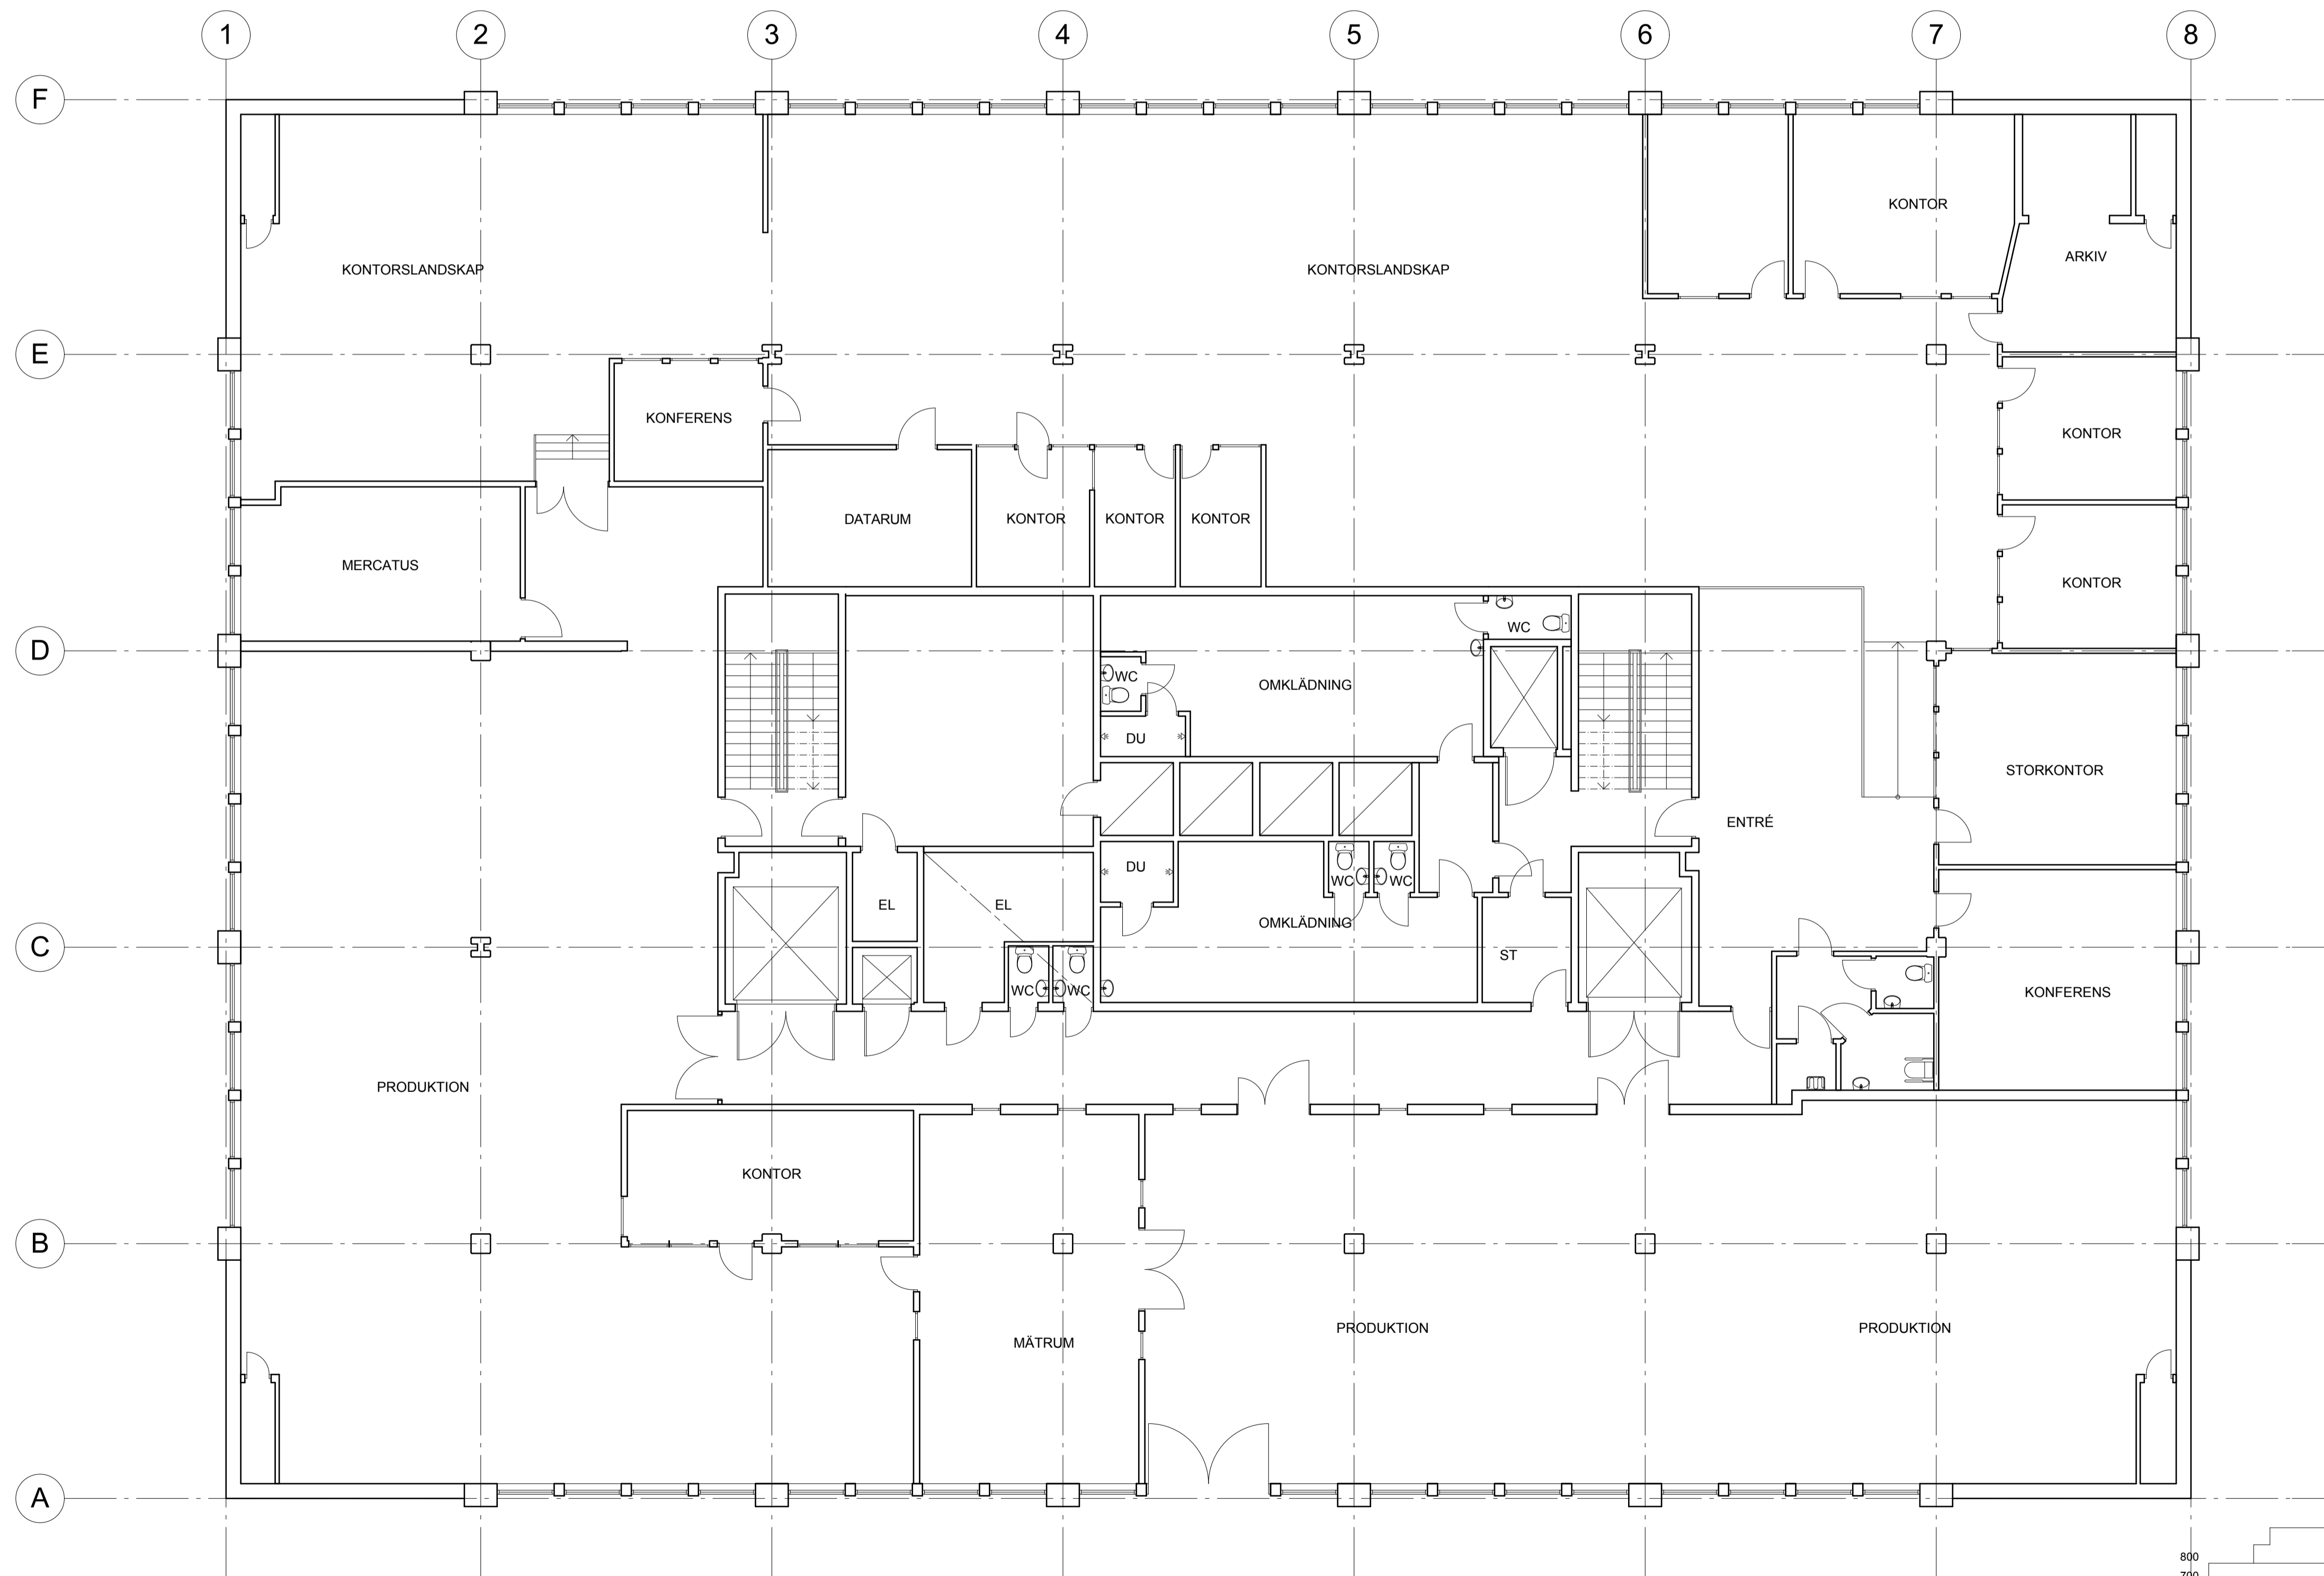 1 2 3 4 5 6 7 8
F
KONTOR
ARKIV
KONTORSLANDSKAP KONTORSLANDSKAP
E
KONFERENS
KONTOR
DATARUM KONTOR KONTOR KONTOR
MERCATUS
KONTOR
WC
D
WC
OMKLÄDNING
DU
STORKONTOR
ENTRÉ
DU
WC WC
EL EL
OMKLÄDNING
C
ST
WC WC
KONFERENS
PRODUKTION
KONTOR
B
PRODUKTION PRODUKTION
MÄTRUM
A
800
700